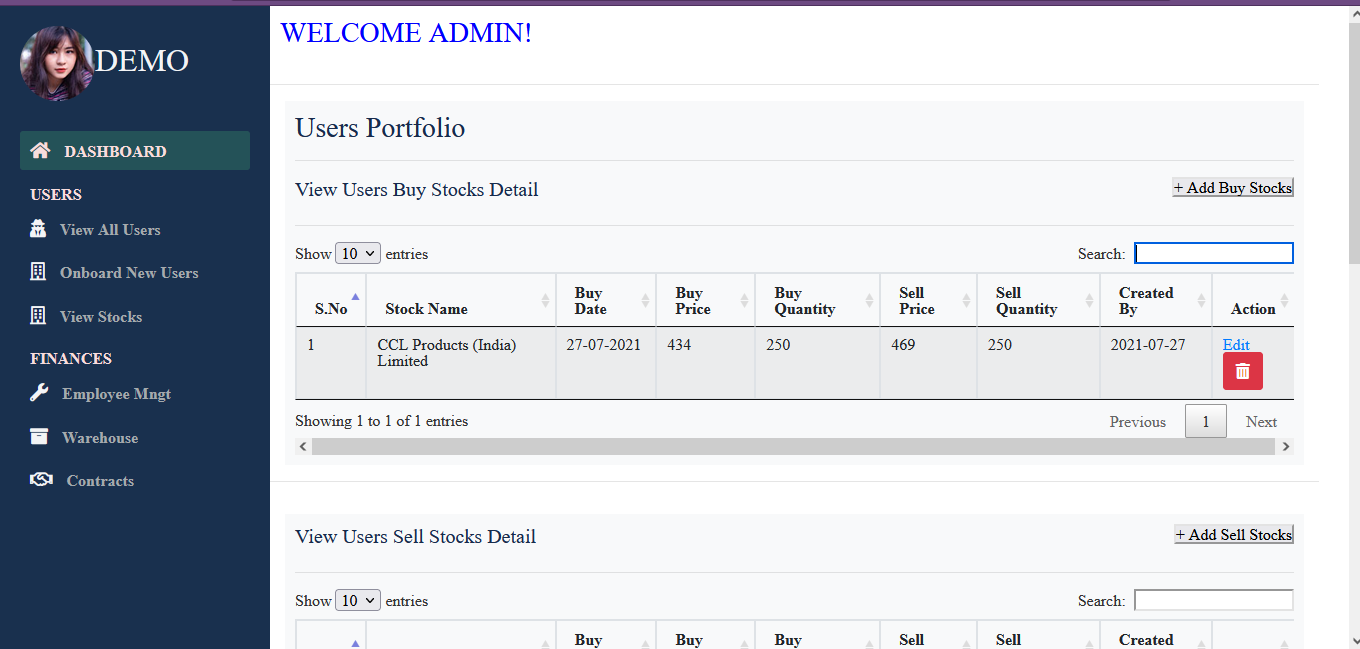 DEMO
DASHBOARD
USERS
View All Users
Onboard New Users
View Stocks
FINANCES
Employee Mngt
Warehouse
Contracts
WELCOME ADMIN!
Users Portfolio
View Users Buy Stocks Detail
+ Add Buy Stocks
Show 10 entries
Search:
S.No Stock Name Buy Date Buy Price Buy Quantity Sell Price Sell Quantity Created By Action
1 CCL Products (India) Limited 27-07-2021 434 250 469 250 2021-07-27 Edit
Showing 1 to 1 of 1 entries
Previous 1 Next
View Users Sell Stocks Detail
+ Add Sell Stocks
Show 10 entries
Search:
Buy Buy Buy Sell Sell Created